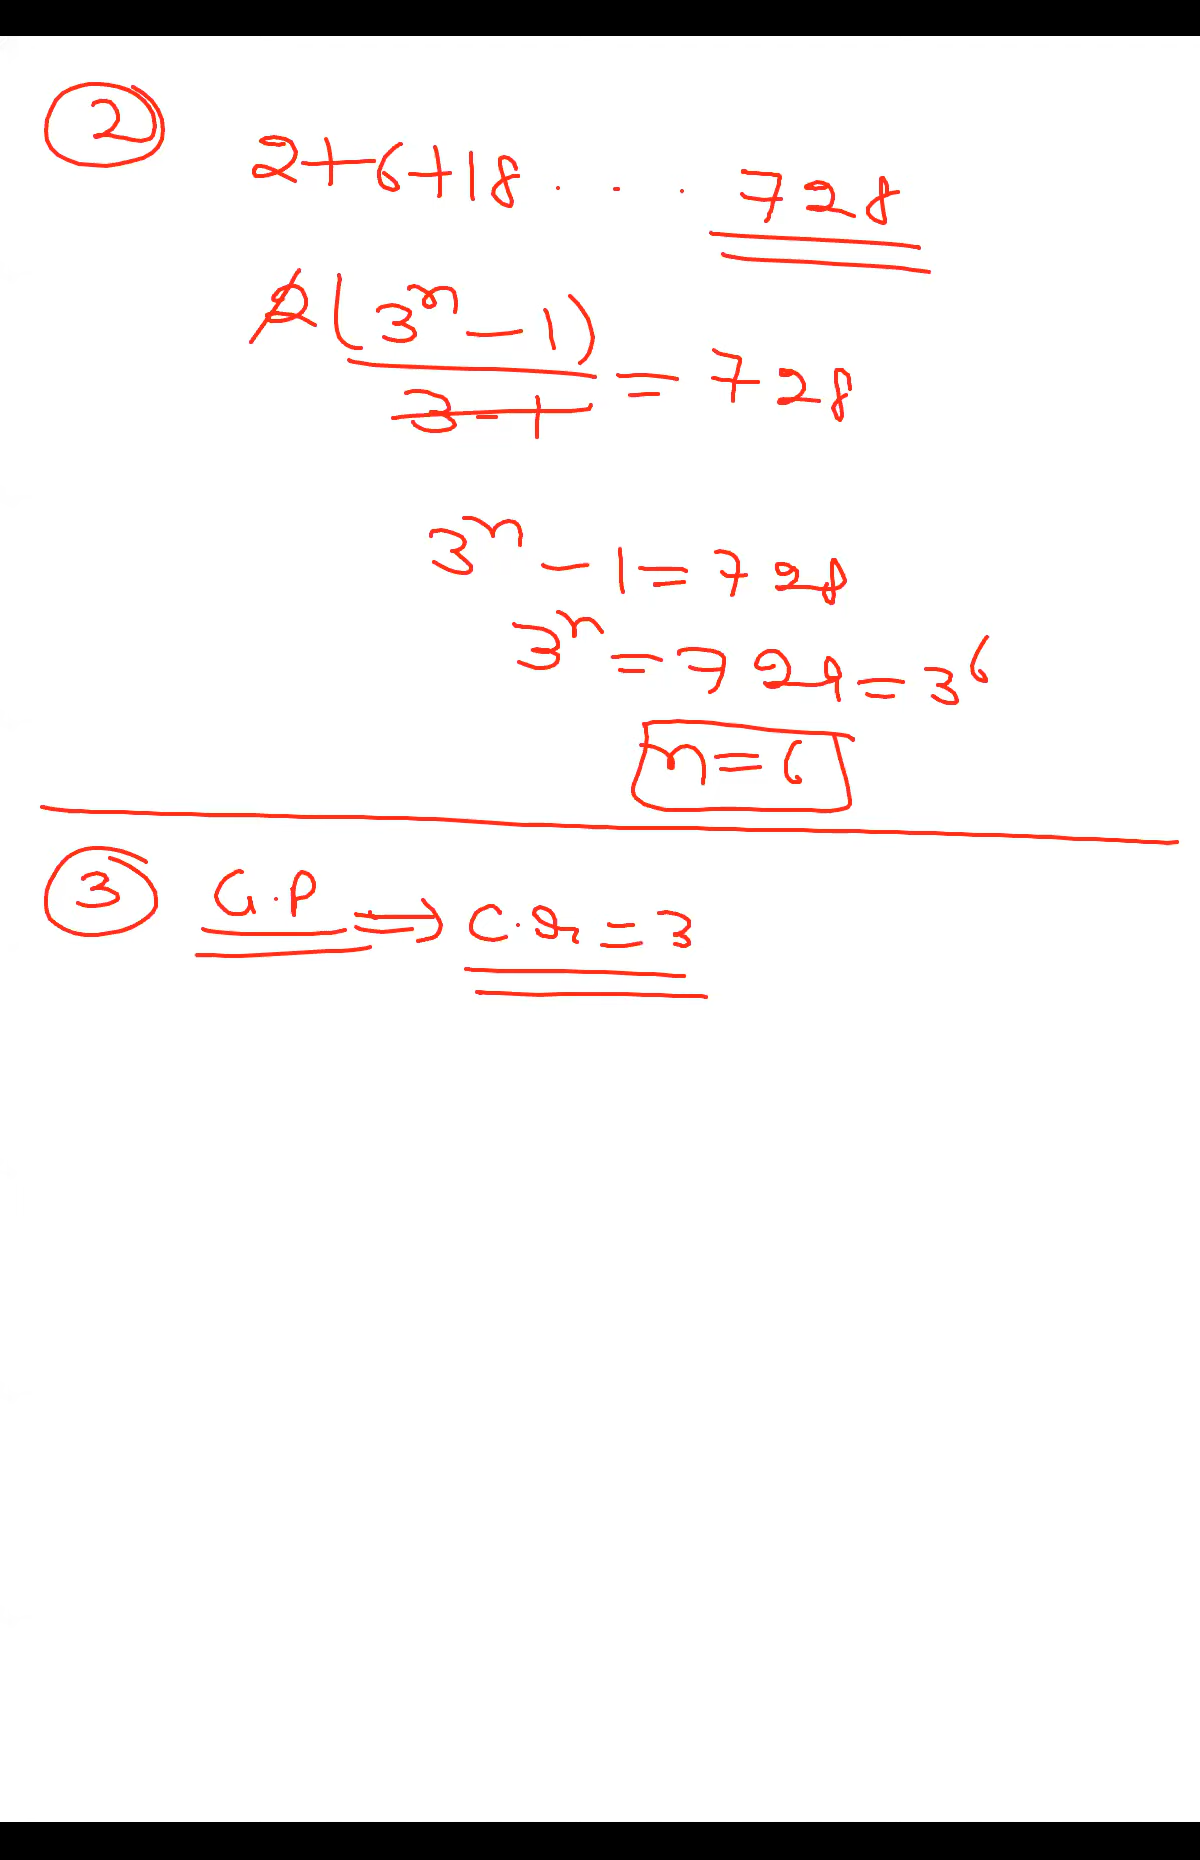 2
2+6+18 . . . 728
2(3^n - 1)
3-1
= 728
3^n - 1 = 728
3^n = 729 = 3^6
n = 6
3 G.P => C.r = 3